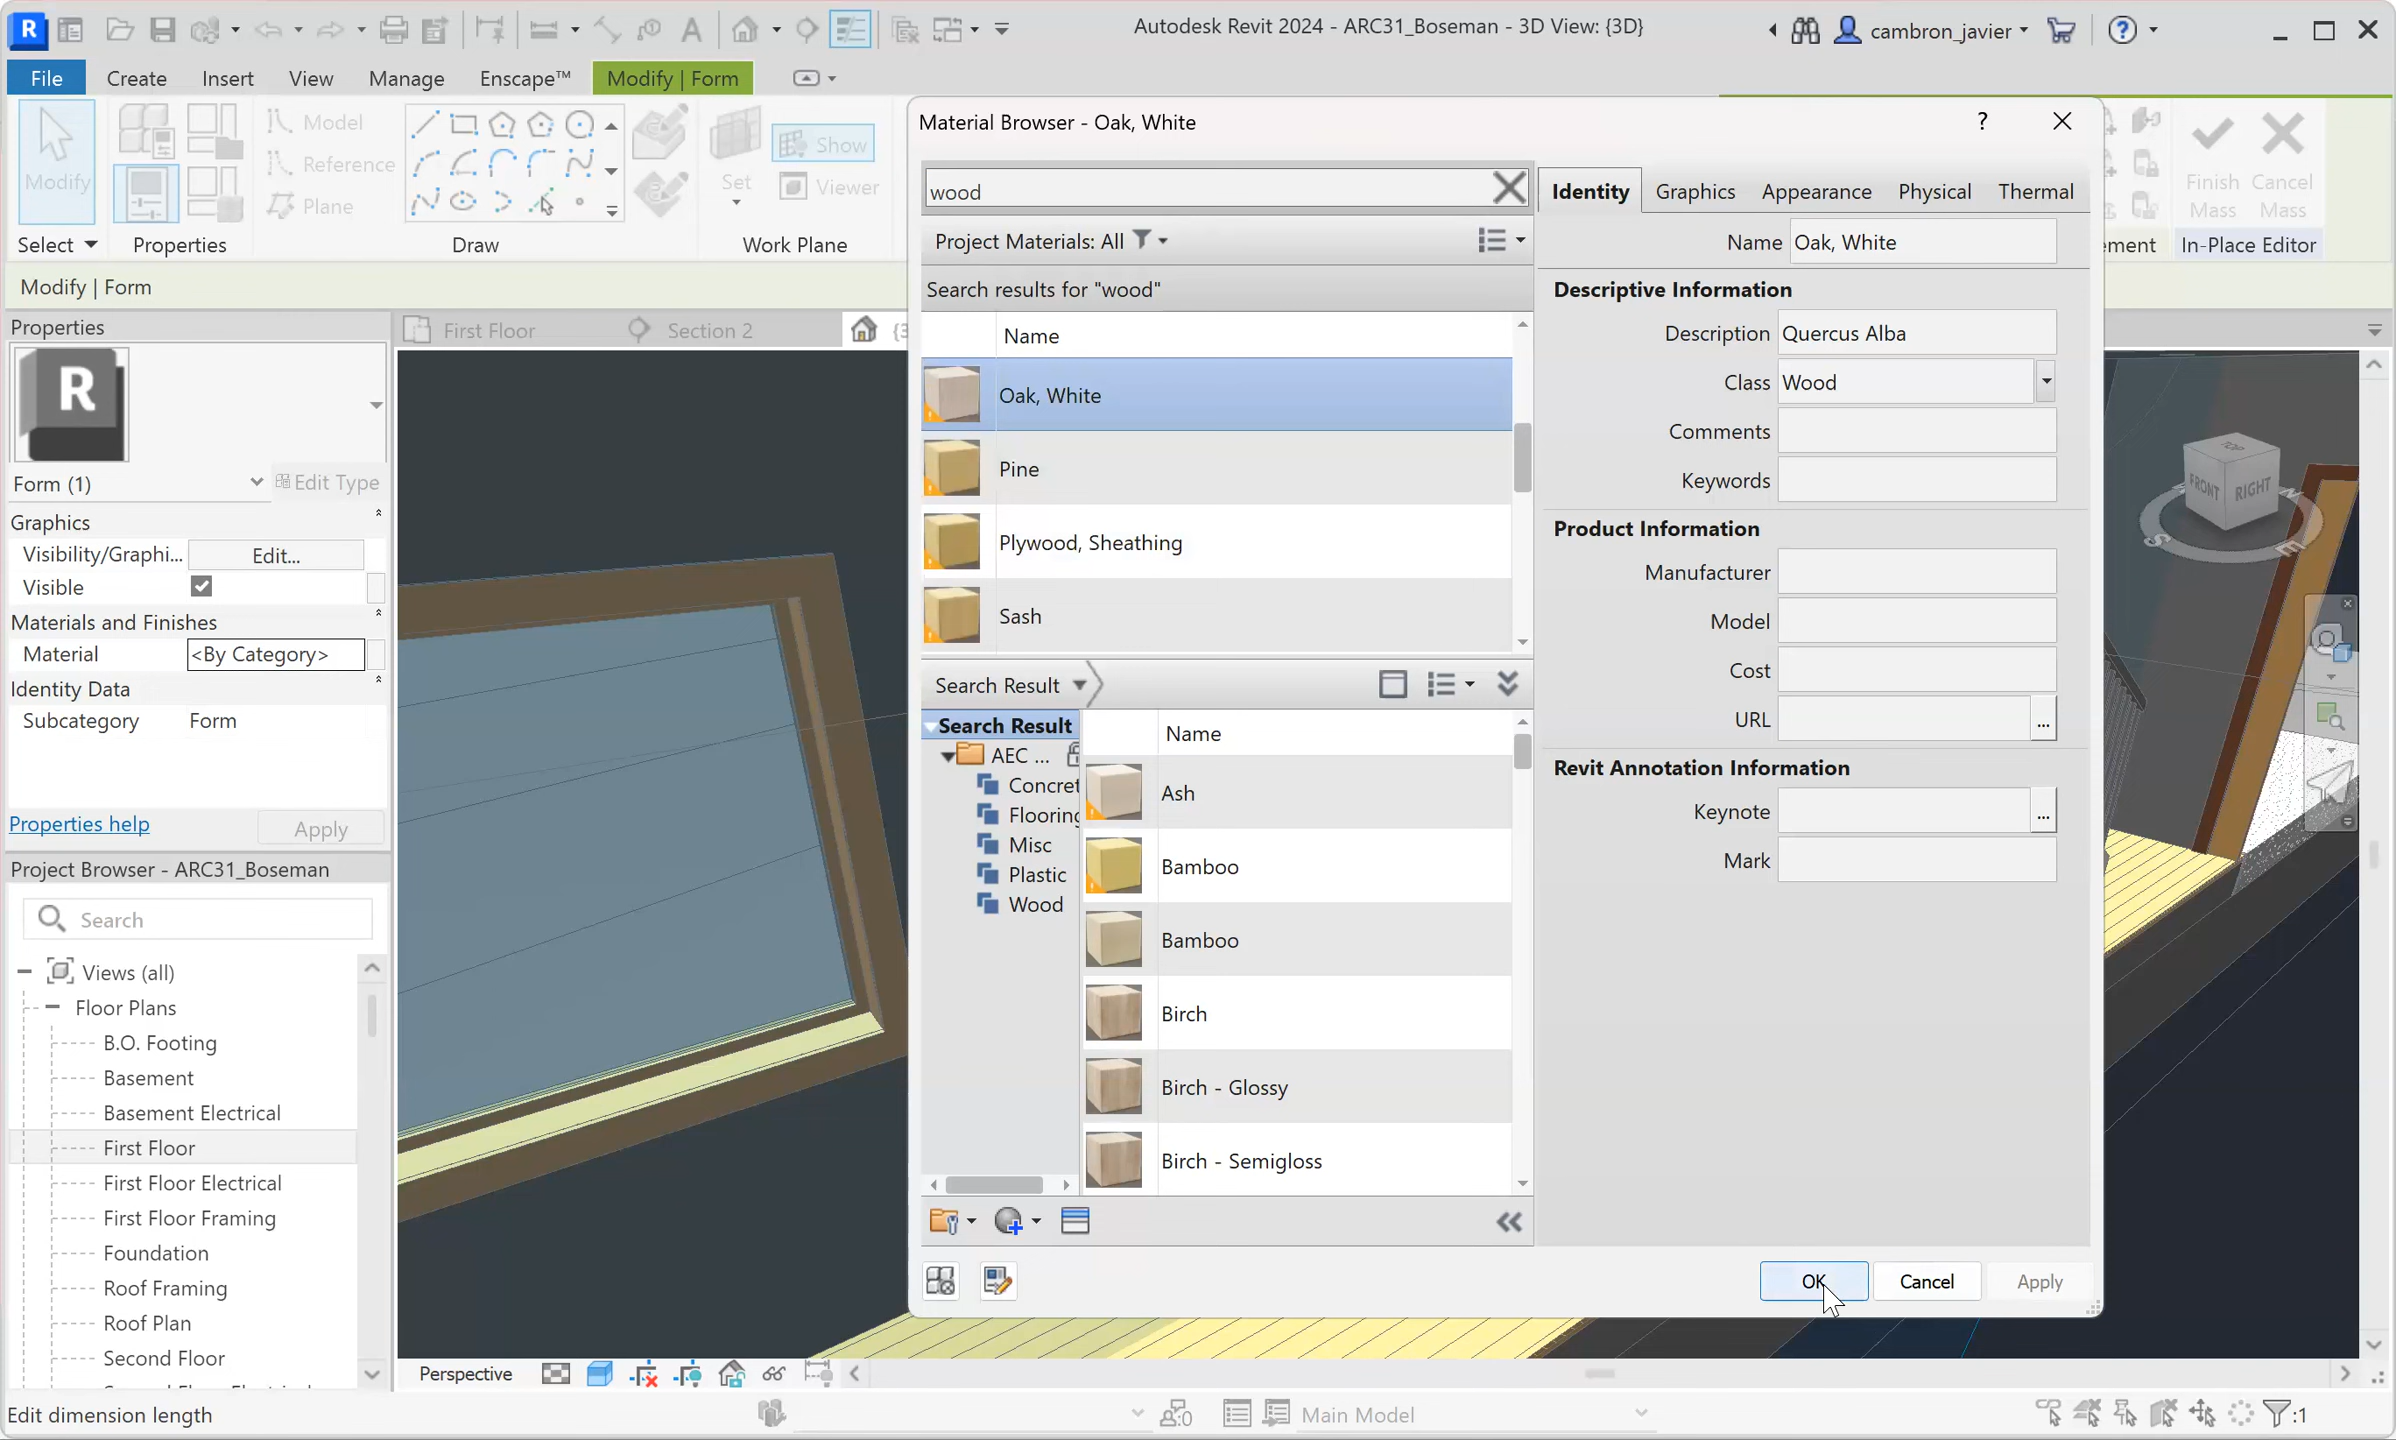 Autodesk Revit 2024 - ARC31_Boseman - 3D View: {3D}
cambron_javier
File
Create
Insert
View
Manage
Enscape™
Modify | Form
Modify
Model
Reference
Plane
Set
Show
Viewer
Finish
Mass
Cancel
Mass
Select
Properties
Draw
Work Plane
ement
In-Place Editor
Modify | Form
Properties
Form (1)
Edit Type
Graphics
Visibility/Graphi...
Edit...
Visible
Materials and Finishes
Material
<By Category>
Identity Data
Subcategory
Form
Properties help
Apply
Project Browser - ARC31_Boseman
Search
Views (all)
Floor Plans
B.O. Footing
Basement
Basement Electrical
First Floor
First Floor Electrical
First Floor Framing
Foundation
Roof Framing
Roof Plan
Second Floor
First Floor
Section 2
{3
Material Browser - Oak, White
?
wood
Project Materials: All
Search results for "wood"
Name
Oak, White
Pine
Plywood, Sheathing
Sash
Search Result
Search Result
AEC ...
Concret
Flooring
Misc
Plastic
Wood
Name
Ash
Bamboo
Bamboo
Birch
Birch - Glossy
Birch - Semigloss
Identity
Graphics
Appearance
Physical
Thermal
Name Oak, White
Descriptive Information
Description Quercus Alba
Class Wood
Comments
Keywords
Product Information
Manufacturer
Model
Cost
URL ...
Revit Annotation Information
Keynote ...
Mark
OK
Cancel
Apply
TOP
FRONT
RIGHT
S
E
Perspective
Edit dimension length
:0
Main Model
:1